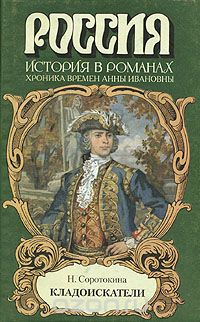 РОССИЯ
ИСТОРИЯ В РОМАНАХ
ХРОНИКА ВРЕМЕН АННЫ ИВАНОВНЫ
Н. Соротокина
КЛАДОИСКАТЕЛИ